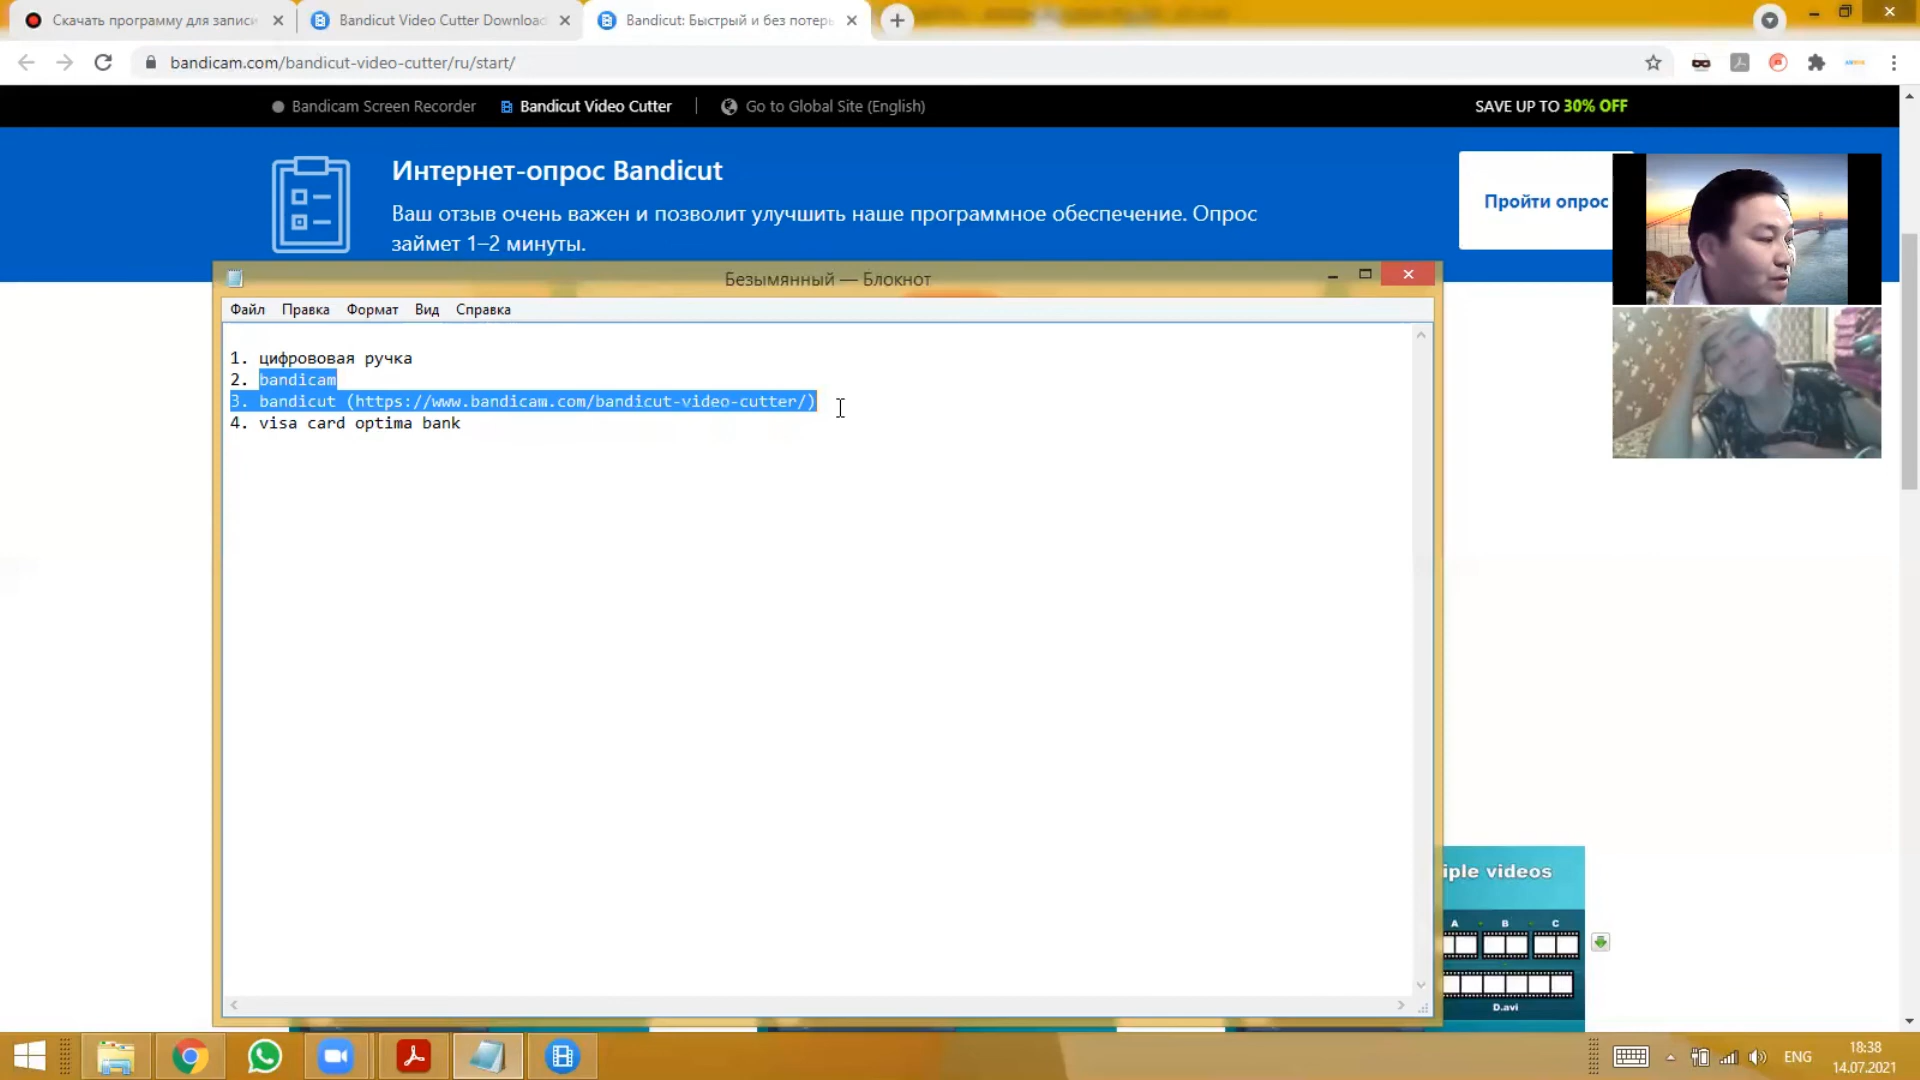 Скачать программу для записи
Bandicut Video Cutter Download
Bandicut: Быстрый и без потерь
bandicam.com/bandicut-video-cutter/ru/start/
Bandicam Screen Recorder
Bandicut Video Cutter
Go to Global Site (English)
SAVE UP TO 30% OFF
Интернет-опрос Bandicut
Ваш отзыв очень важен и позволит улучшить наше программное обеспечение. Опрос
займет 1–2 минуты.
Пройти опрос
Безымянный — Блокнот
Файл Правка Формат Вид Справка
1. цифрововая ручка
2. bandicam
3. bandicut (https://www.bandicam.com/bandicut-video-cutter/)
4. visa card optima bank
iple videos
A B C
D.avi
ENG
18:38
14.07.2021